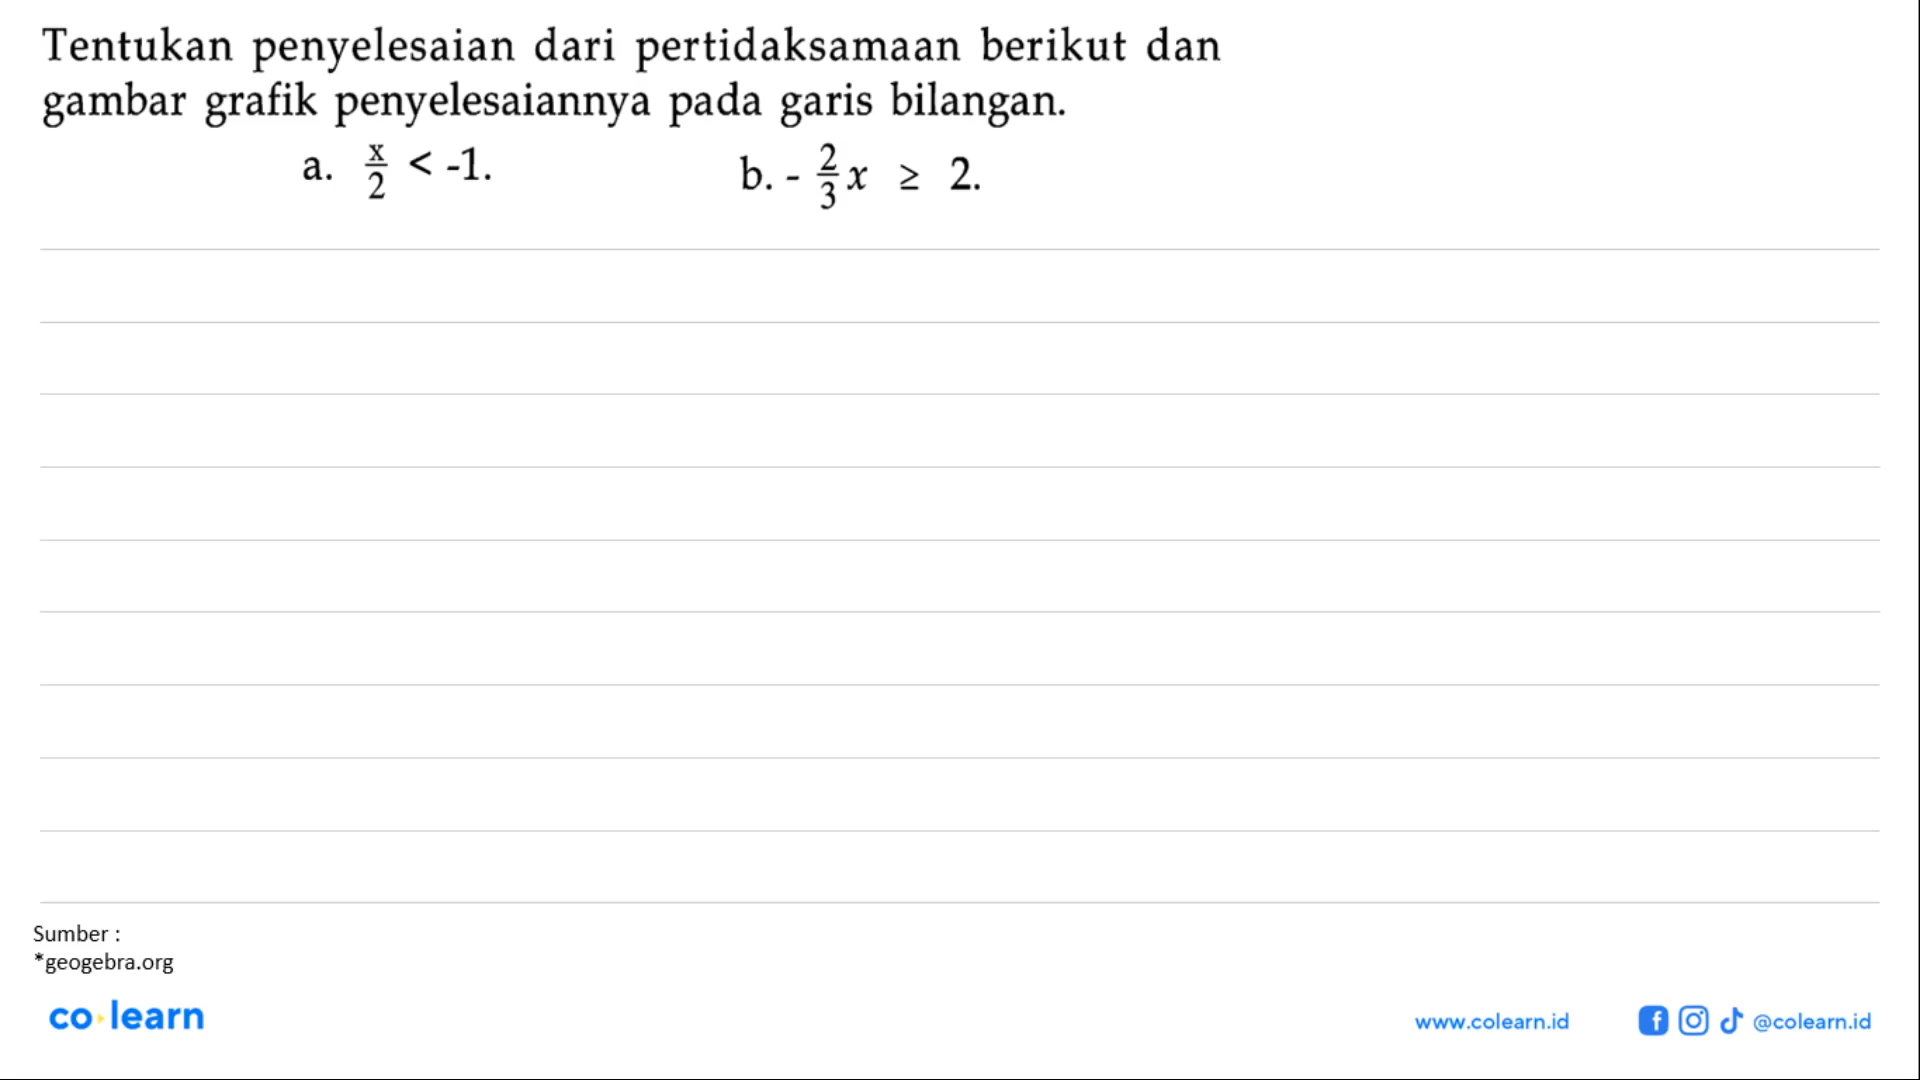 Tentukan penyelesaian dari pertidaksamaan berikut dan
gambar grafik penyelesaiannya pada garis bilangan.
a. x/2 < -1. b. - 2/3 x ≥ 2.
Sumber :
*geogebra.org
co learn
www.colearn.id @colearn.id